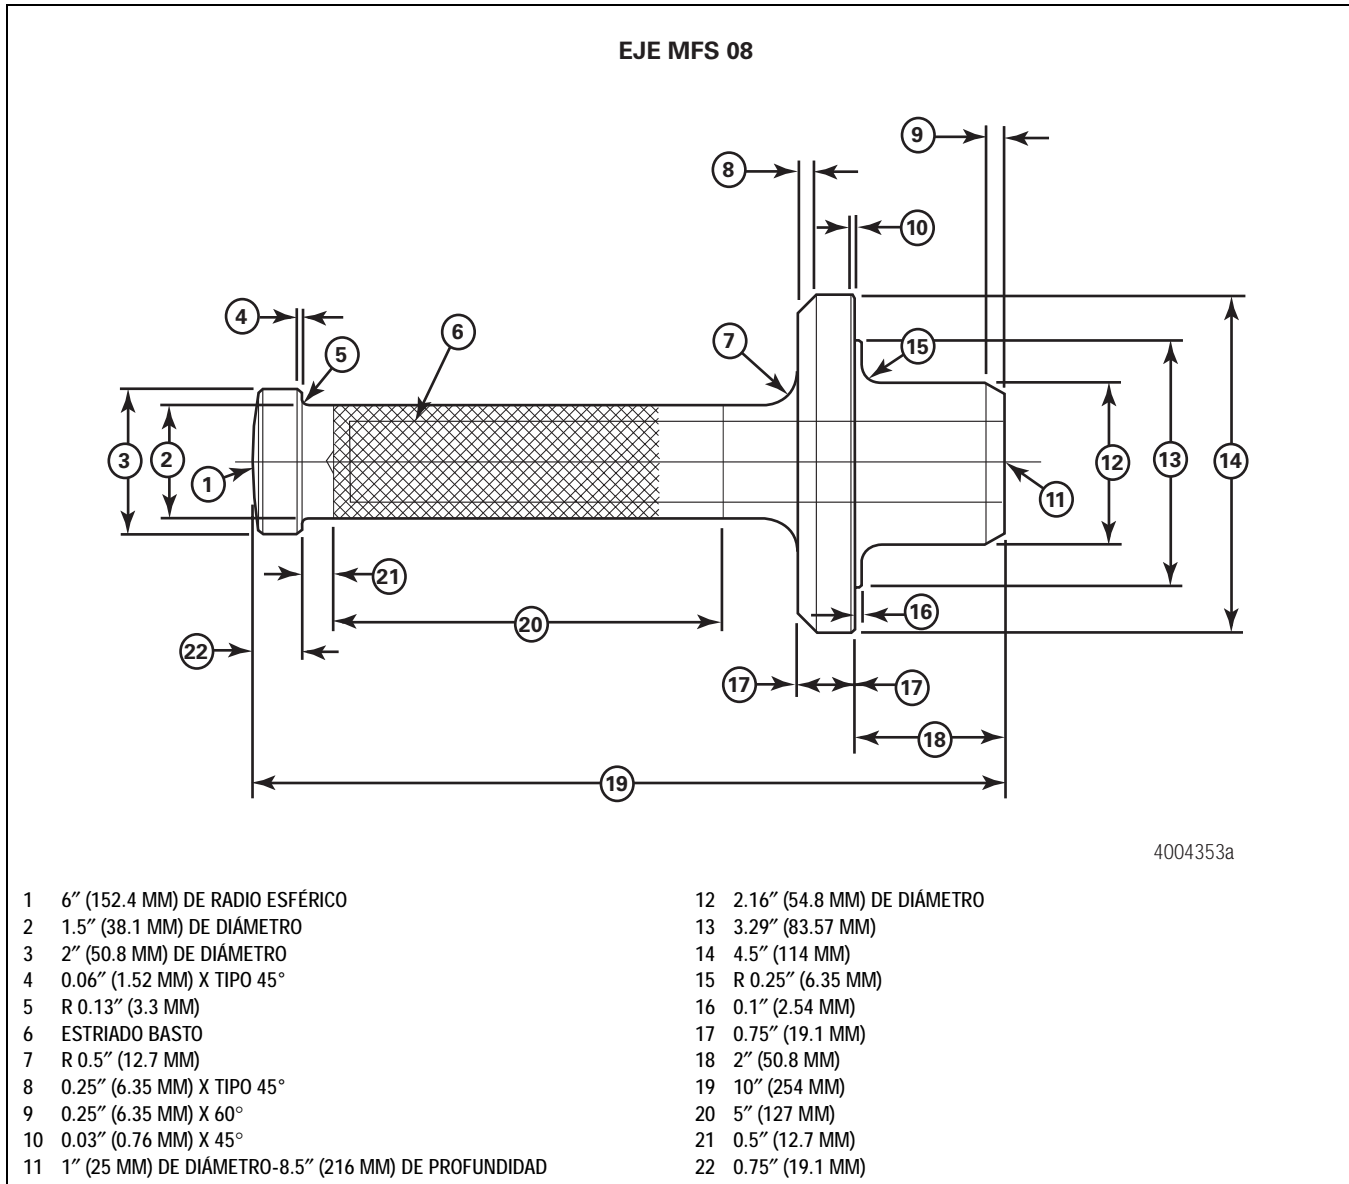 EJE MFS 08
9
8
10
4
6
5
7
15
3
2
1
12
13
14
11
21
16
20
22
17
17
18
19
4004353a
1 6″ (152.4 MM) DE RADIO ESFÉRICO
2 1.5″ (38.1 MM) DE DIÁMETRO
3 2″ (50.8 MM) DE DIÁMETRO
4 0.06″ (1.52 MM) X TIPO 45°
5 R 0.13″ (3.3 MM)
6 ESTRIADO BASTO
7 R 0.5″ (12.7 MM)
8 0.25″ (6.35 MM) X TIPO 45°
9 0.25″ (6.35 MM) X 60°
10 0.03″ (0.76 MM) X 45°
11 1″ (25 MM) DE DIÁMETRO-8.5″ (216 MM) DE PROFUNDIDAD
12 2.16″ (54.8 MM) DE DIÁMETRO
13 3.29″ (83.57 MM)
14 4.5″ (114 MM)
15 R 0.25″ (6.35 MM)
16 0.1″ (2.54 MM)
17 0.75″ (19.1 MM)
18 2″ (50.8 MM)
19 10″ (254 MM)
20 5″ (127 MM)
21 0.5″ (12.7 MM)
22 0.75″ (19.1 MM)